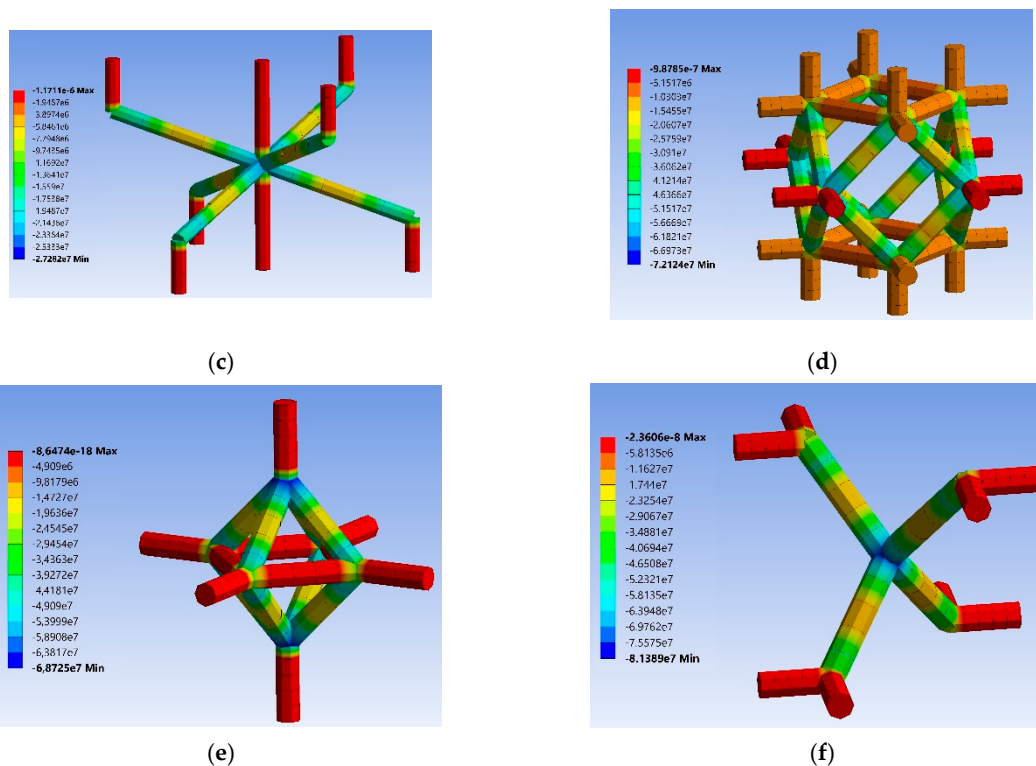 -1.1711e-6 Max
-1.9487e6
3.8974e6
-5.8461e6
-7.7948e6
-9.7435e6
1.1692e7
-1.3641e7
-1.559e7
-1.7538e7
1.9487e7
-2.1436e7
-2.3384e7
-2.5333e7
-2.7282e7 Min
(c)
-9.8785e-7 Max
-5.1517e6
-1.0303e7
-1.5455e7
-2.0607e7
-2.5759e7
-3.091e7
-3.6062e7
-4.1214e7
-4.6366e7
-5.1517e7
-5.6669e7
-6.1821e7
-6.6973e7
-7.2124e7 Min
(d)
-8,6474e-18 Max
-4,909e6
-9,8179e6
-1,4727e7
-1,9636e7
-2,4545e7
-2,9454e7
-3,4363e7
-3,9272e7
4,4181e7
-4,909e7
-5,3999e7
-5,8908e7
-6,3817e7
-6,8725e7 Min
(e)
-2.3606e-8 Max
-5.8135e6
-1.1627e7
-1.744e7
-2.3254e7
-2.9067e7
-3.4881e7
-4.0694e7
-4.6508e7
-5.2321e7
-5.8135e7
-6.3948e7
-6.9762e7
-7.5575e7
-8.1389e7 Min
(f)